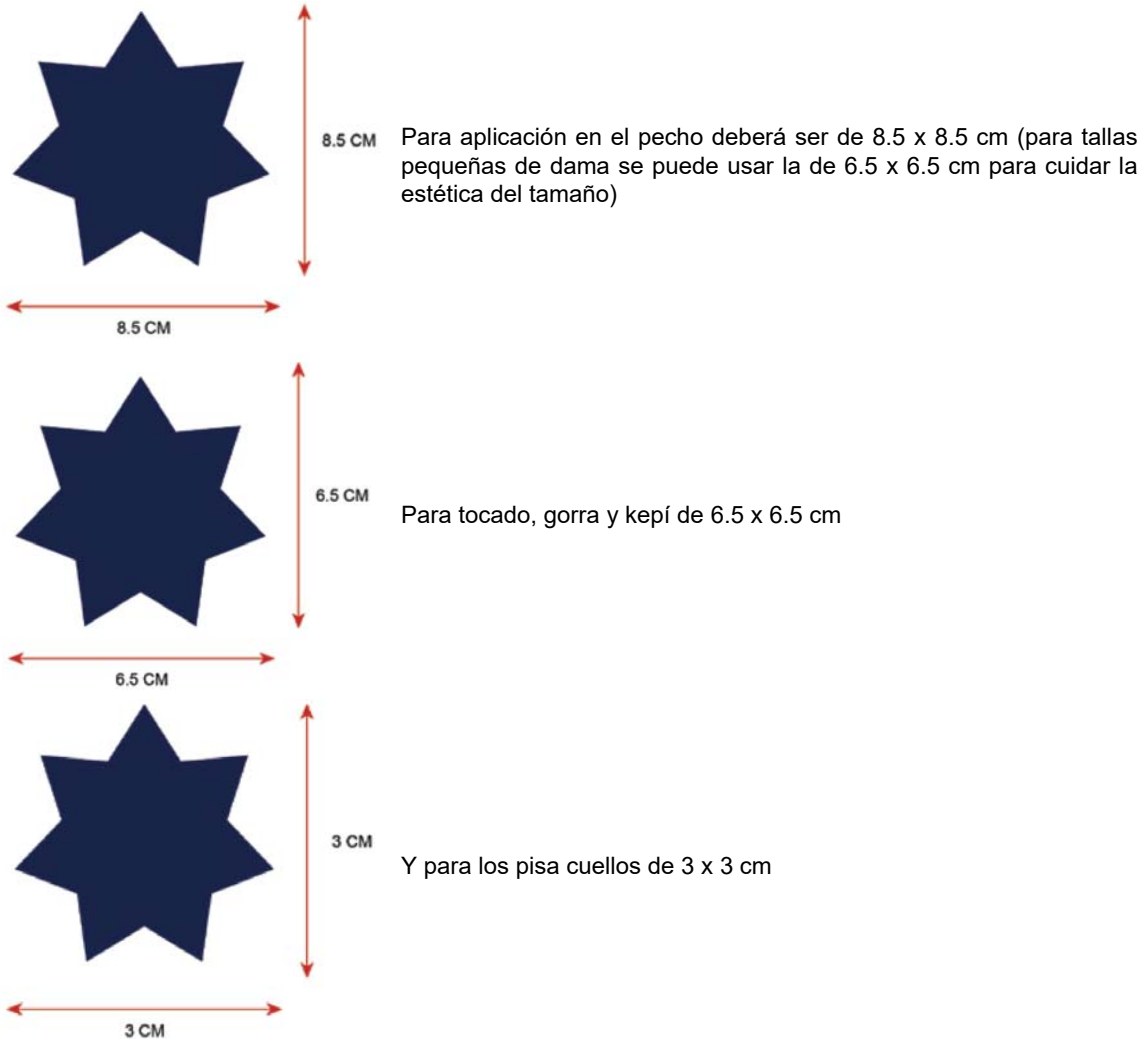 8.5 CM
Para aplicación en el pecho deberá ser de 8.5 x 8.5 cm (para tallas
pequeñas de dama se puede usar la de 6.5 x 6.5 cm para cuidar la
estética del tamaño)
8.5 CM
6.5 CM
Para tocado, gorra y kepí de 6.5 x 6.5 cm
6.5 CM
3 CM
Y para los pisa cuellos de 3 x 3 cm
3 CM